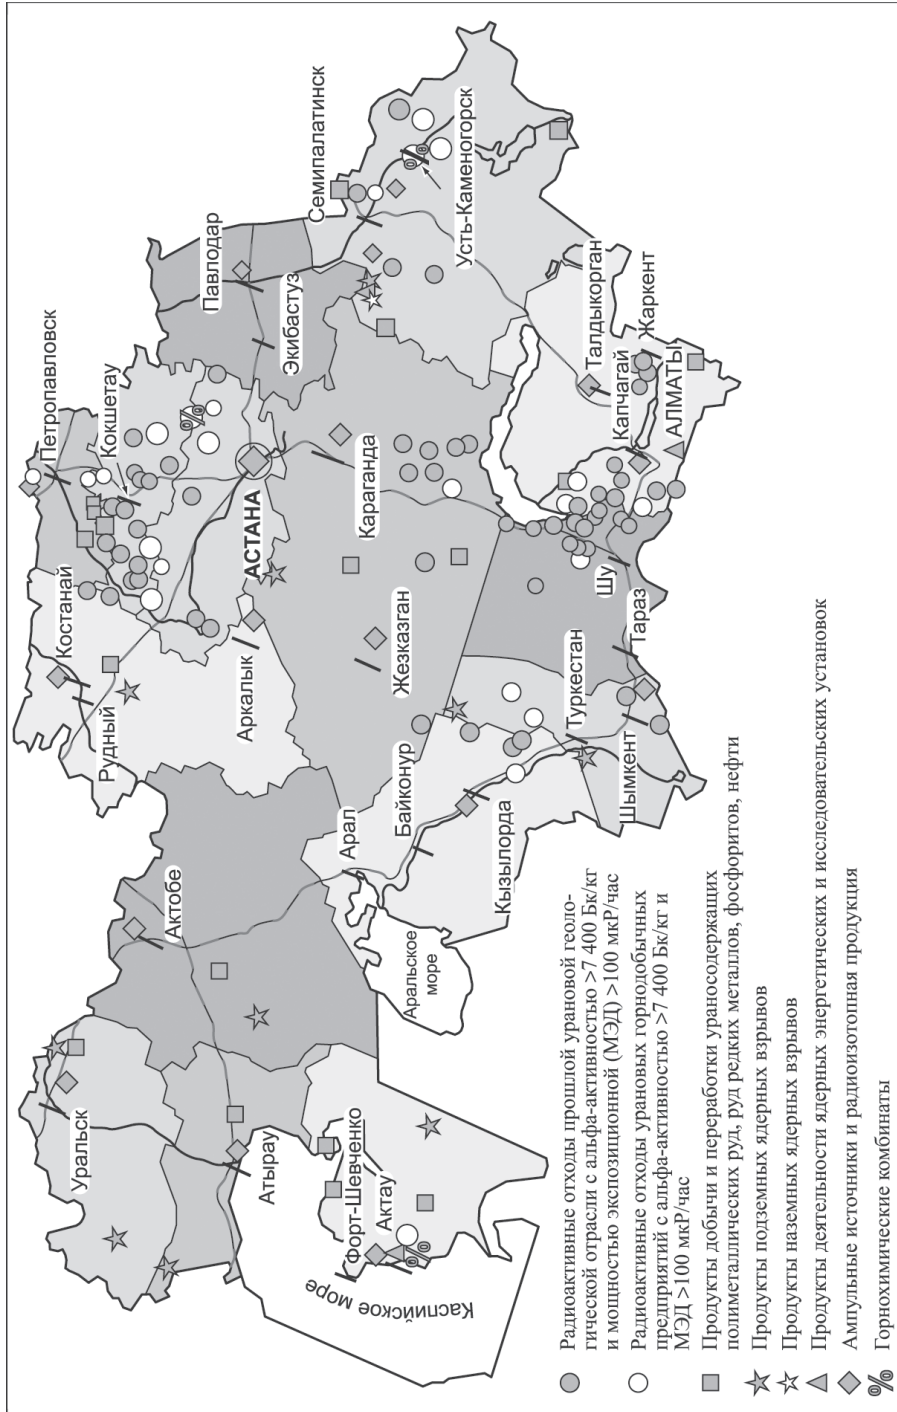 Петропавловск
Кокшетау
Костанай
Рудный
Павлодар
Экибастуз
Семипалатинск
Усть-Каменогорск
АСТАНА
Аркалык
Уральск
Актобе
Атырау
Форт-Шевченко
Актау
Каспийское море
Аральское
море
Арал
Байконур
Кызылорда
Жезказган
Караганда
Туркестан
Шымкент
Тараз
Шу
Талдыкорган
Капчагай
Жаркент
АЛМАТЫ
Радиоактивные отходы прошлой урановой геоло-
гической отрасли с альфа-активностью >7 400 Бк/кг
и мощностью экспозиционной (МЭД) >100 мкР/час
Радиоактивные отходы урановых горнодобычных
предприятий с альфа-активностью >7 400 Бк/кг и
МЭД >100 мкР/час
Продукты добычи и переработки ураносодержащих
полиметаллических руд, руд редких металлов, фосфоритов, нефти
Продукты подземных ядерных взрывов
Продукты наземных ядерных взрывов
Продукты деятельности ядерных энергетических и исследовательских установок
Ампульные источники и радиоизотопная продукция
Горнохимические комбинаты